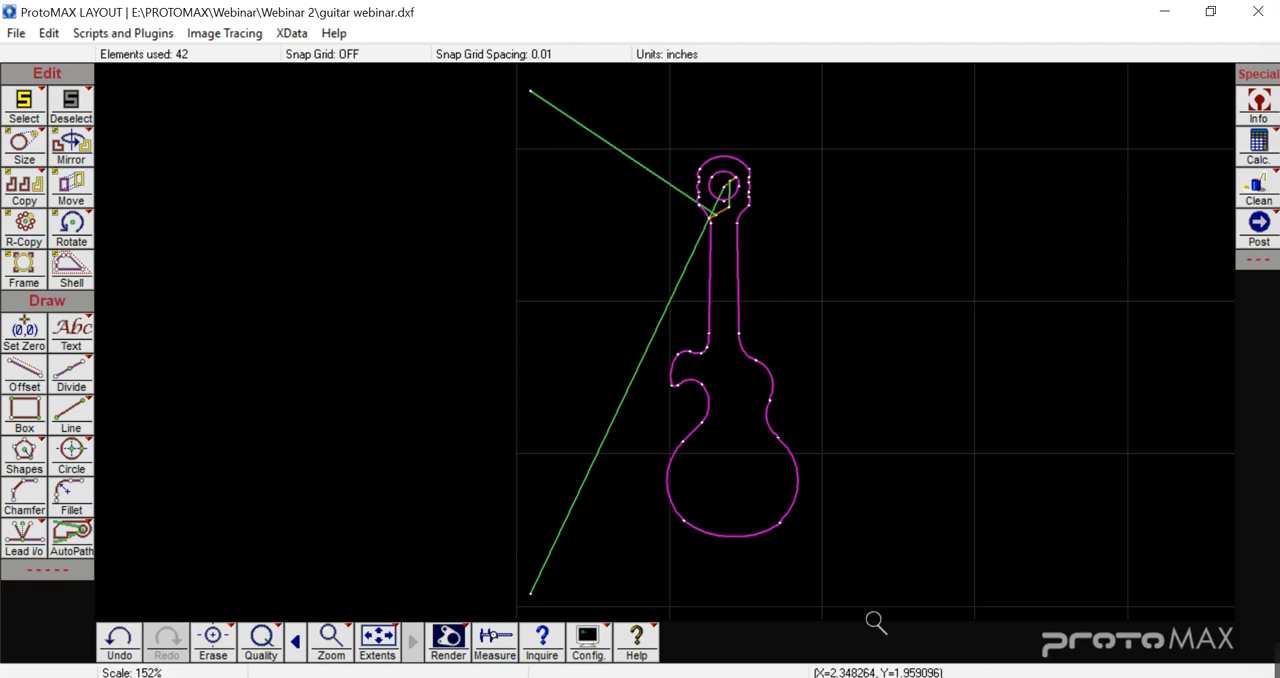 ProtoMAX LAYOUT | E:\PROTOMAX\Webinar\Webinar 2\guitar webinar.dxf
File Edit Scripts and Plugins Image Tracing XData Help
Elements used: 42 Snap Grid: OFF Snap Grid Spacing: 0.01 Units: inches
Edit
Select Deselect
Size Mirror
Copy Move
R-Copy Rotate
Frame Shell
Draw
(0,0) Abc
Set Zero Text
Offset Divide
Box Line
Shapes Circle
Chamfer Fillet
Lead i/o AutoPath
Special
Info
Calc.
Clean
Post
Undo Redo Erase Quality Zoom Extents Render Measure Inquire Config. Help
protoMAX
Scale: 152% (X=2.348264, Y=1.959096)